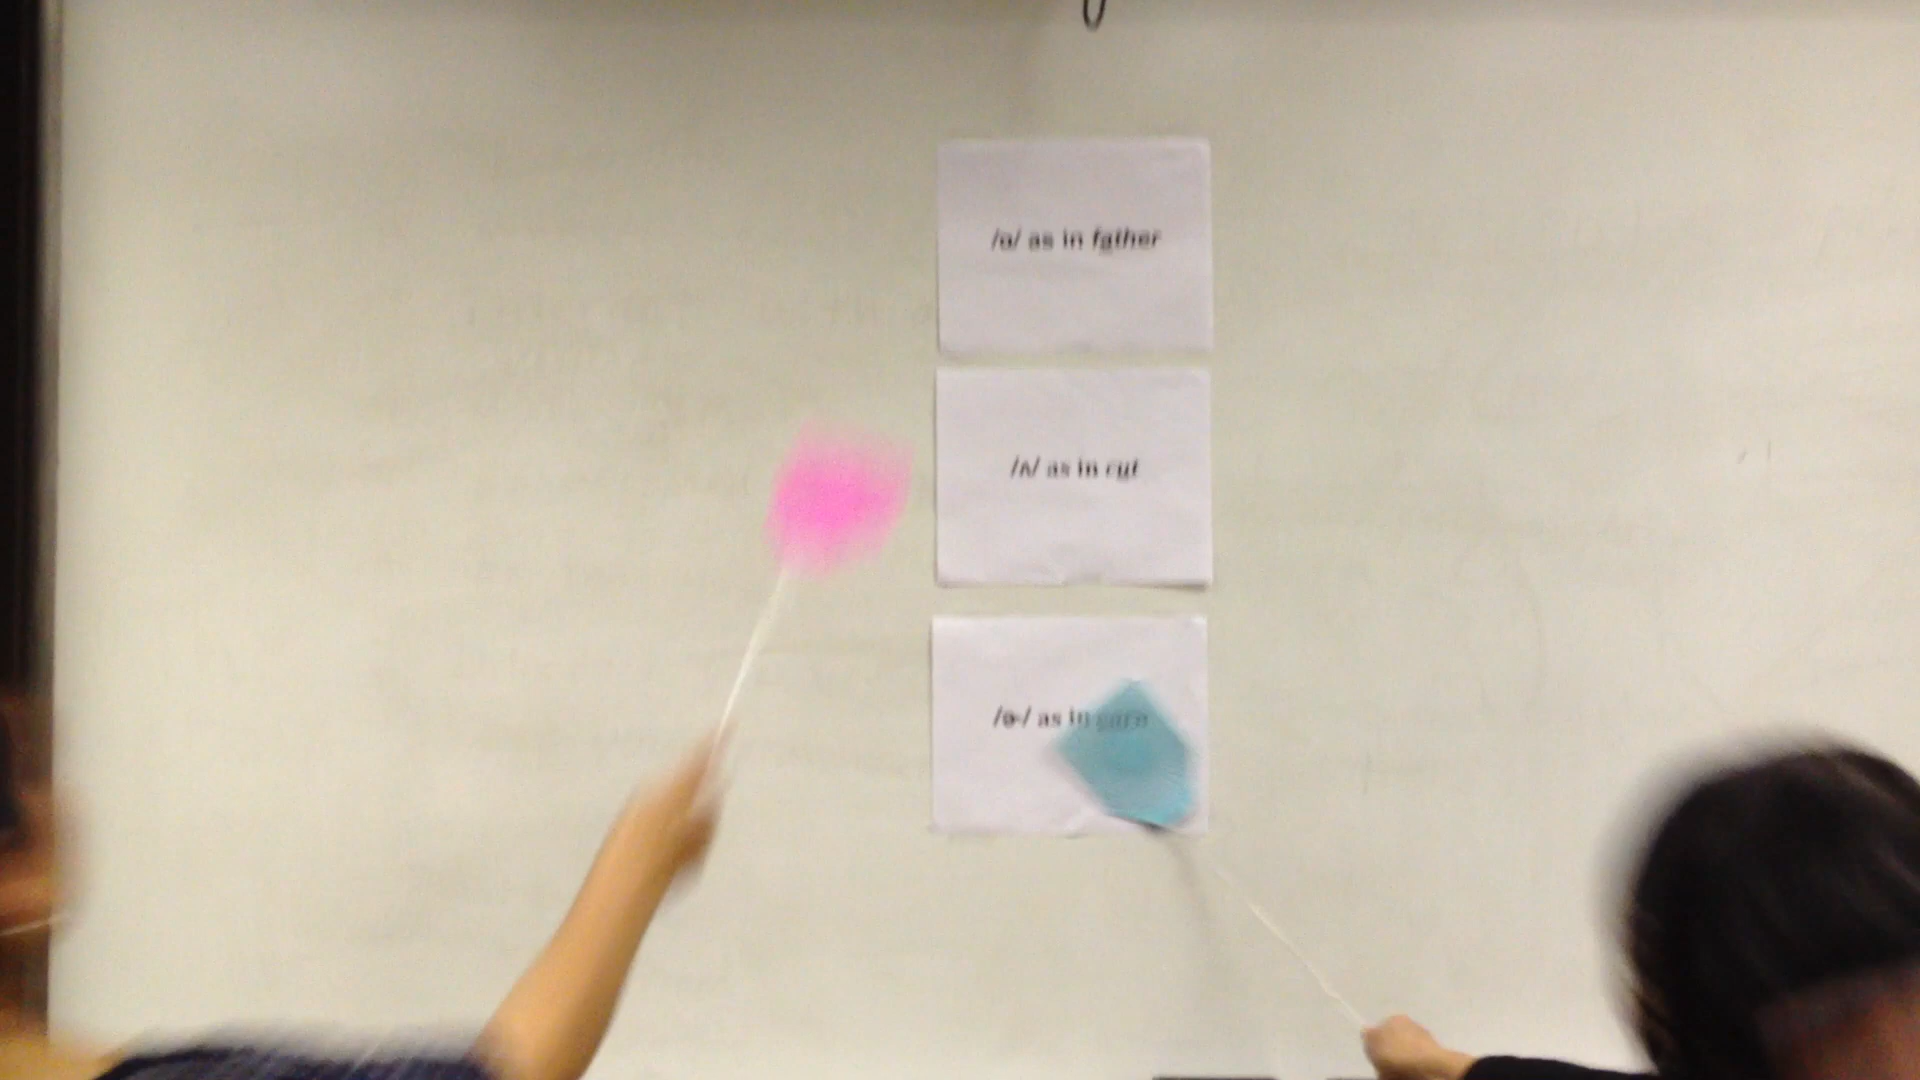 /ɑ/ as in father
/ʌ/ as in cut
/ɚ/ as in